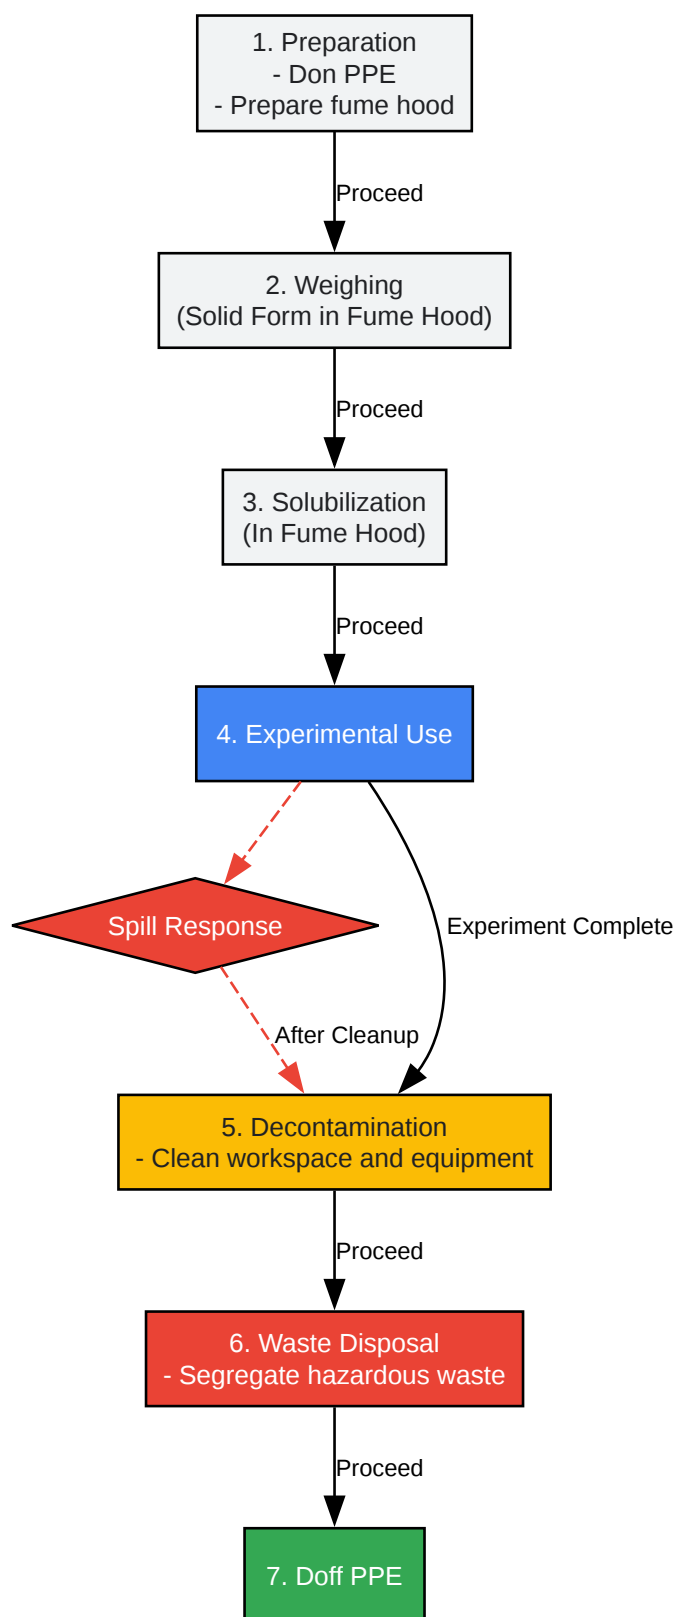 1. Preparation
- Don PPE
- Prepare fume hood
Proceed
2. Weighing
(Solid Form in Fume Hood)
Proceed
3. Solubilization
(In Fume Hood)
Proceed
4. Experimental Use
Spill Response
Experiment Complete
After Cleanup
5. Decontamination
- Clean workspace and equipment
Proceed
6. Waste Disposal
- Segregate hazardous waste
Proceed
7. Doff PPE